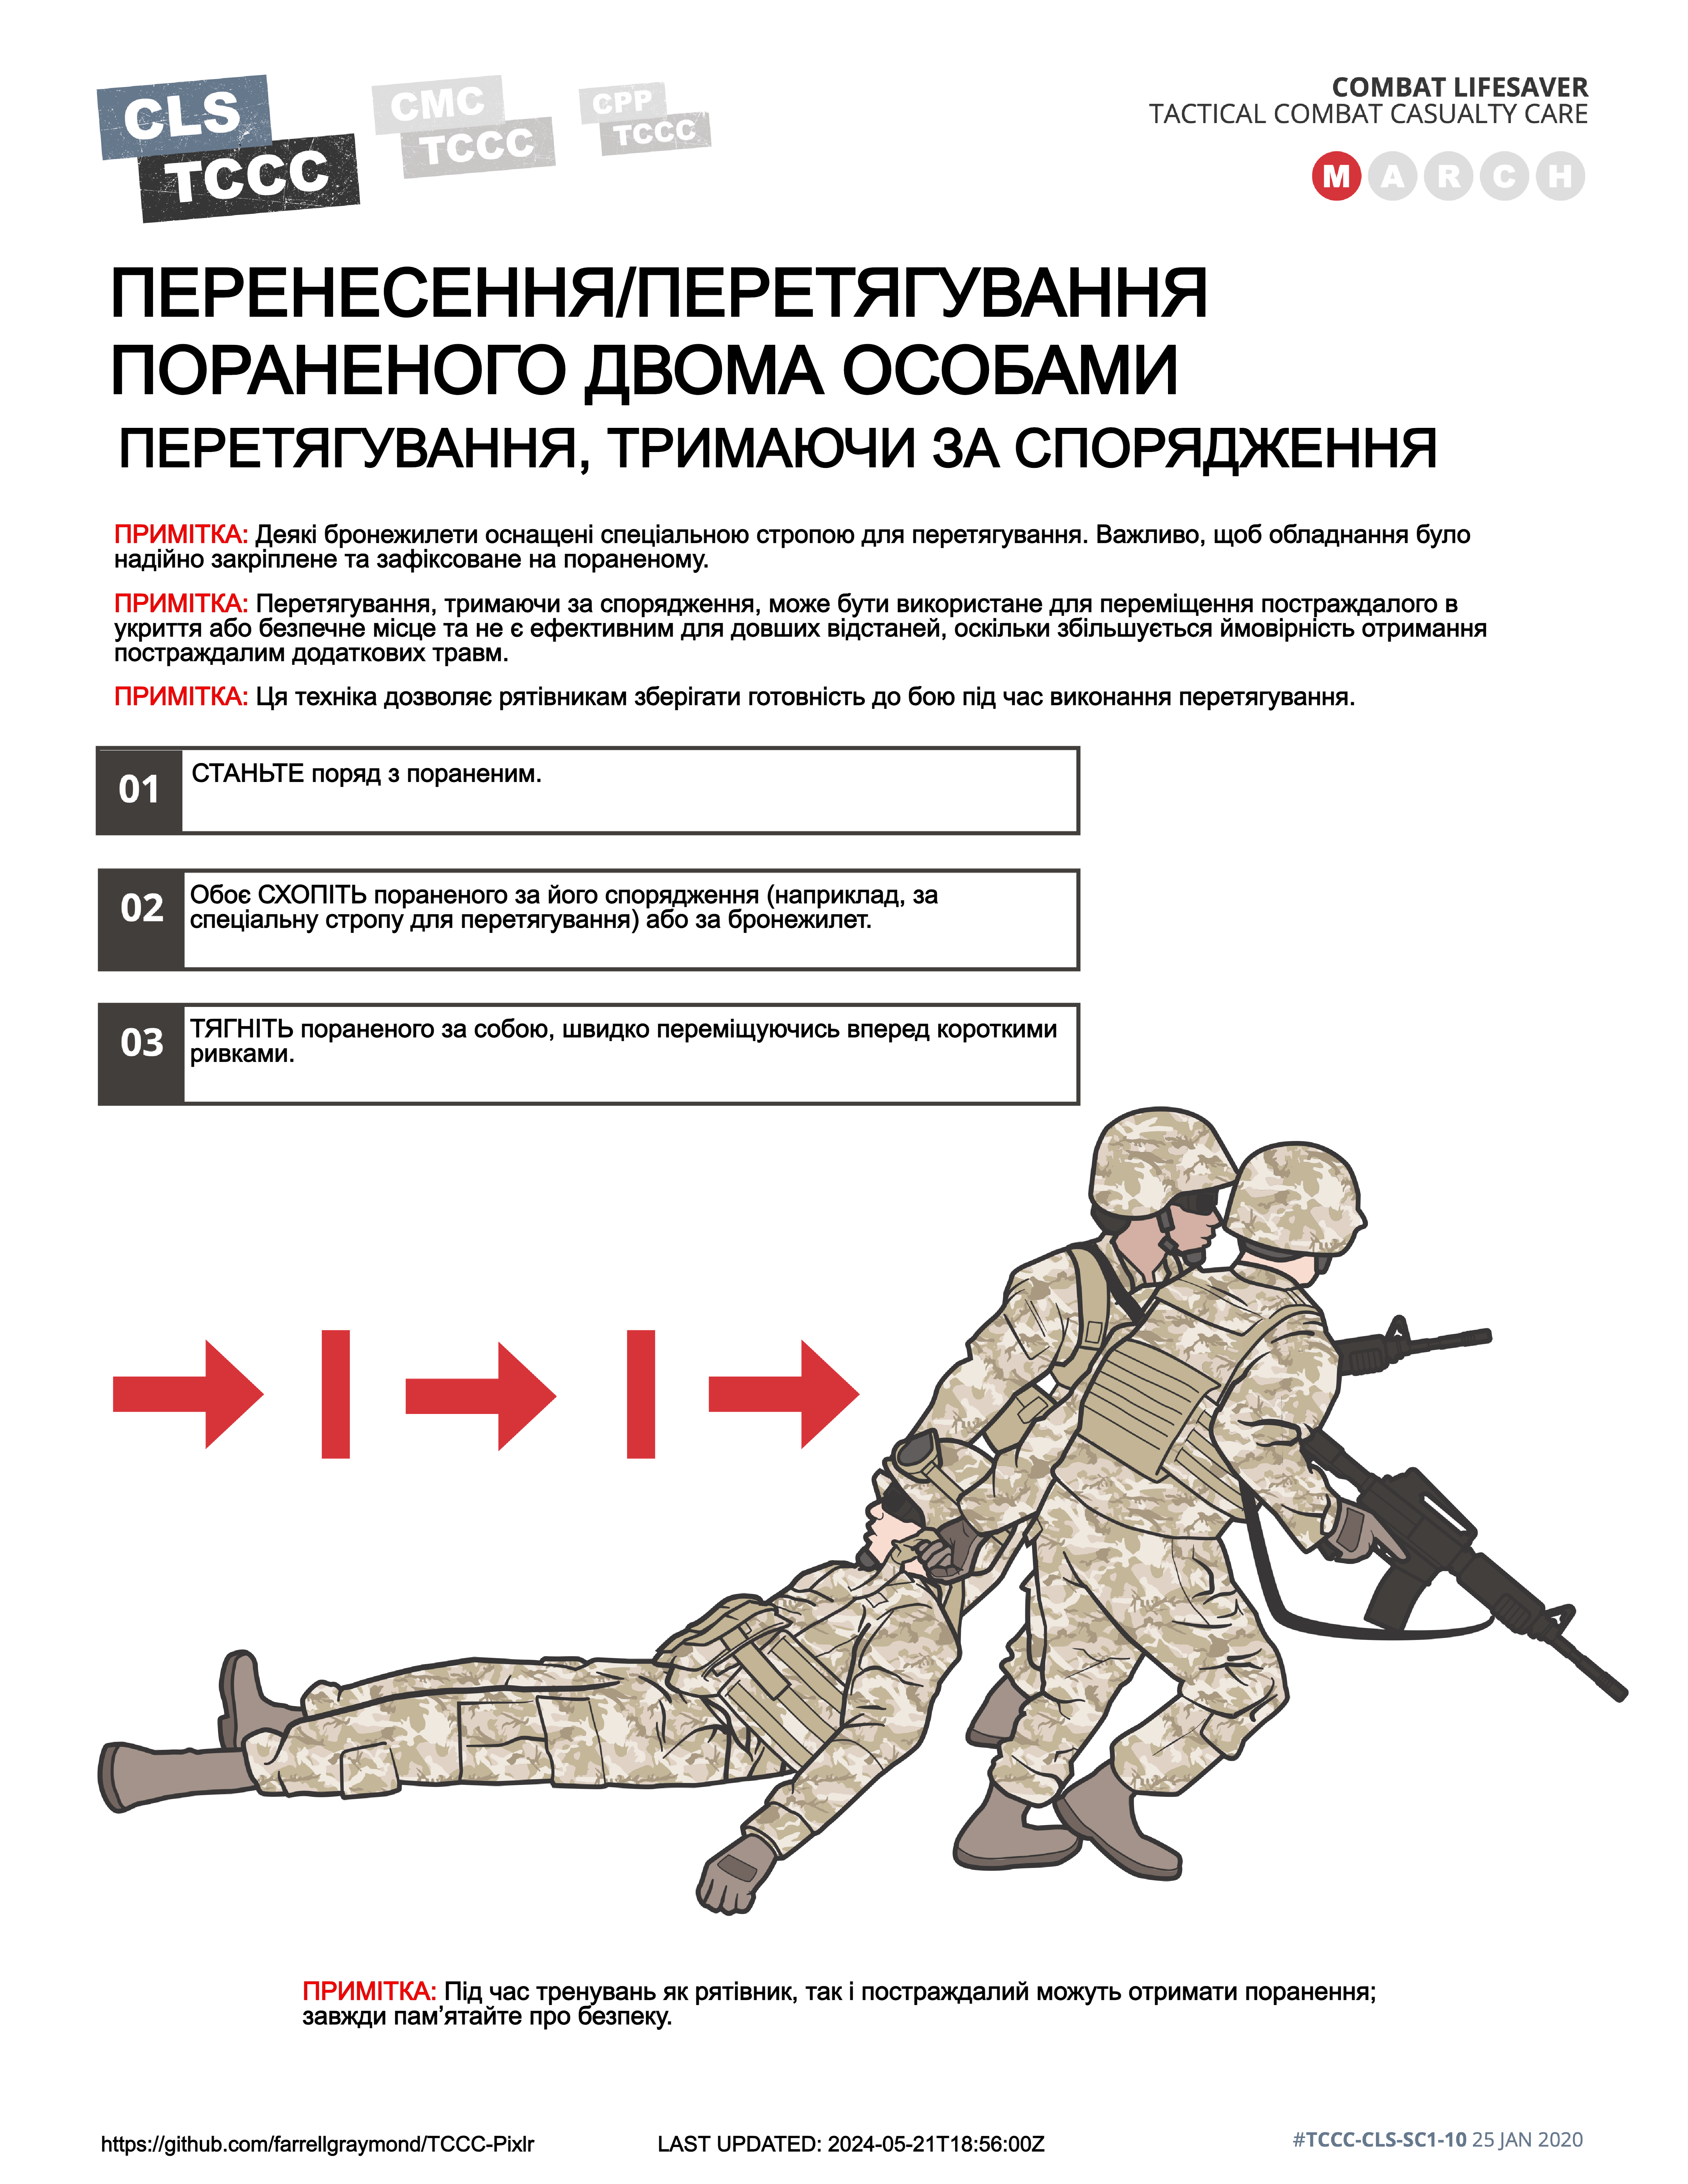 CLS
TCCC
CMC
TCCC
CPP
TCCC
COMBAT LIFESAVER
TACTICAL COMBAT CASUALTY CARE
M A R C H
ПЕРЕНЕСЕННЯ/ПЕРЕТЯГУВАННЯ
ПОРАНЕНОГО ДВОМА ОСОБАМИ
ПЕРЕТЯГУВАННЯ, ТРИМАЮЧИ ЗА СПОРЯДЖЕННЯ
ПРИМІТКА: Деякі бронежилети оснащені спеціальною стропою для перетягування. Важливо, щоб обладнання було
надійно закріплене та зафіксоване на пораненому.
ПРИМІТКА: Перетягування, тримаючи за спорядження, може бути використане для переміщення постраждалого в
укриття або безпечне місце та не є ефективним для довших відстаней, оскільки збільшується ймовірність отримання
постраждалим додаткових травм.
ПРИМІТКА: Ця техніка дозволяє рятівникам зберігати готовність до бою під час виконання перетягування.
01
СТАНЬТЕ поряд з пораненим.
02
Обоє СХОПІТЬ пораненого за його спорядження (наприклад, за
спеціальну стропу для перетягування) або за бронежилет.
03
ТЯГНІТЬ пораненого за собою, швидко переміщуючись вперед короткими
ривками.
ПРИМІТКА: Під час тренувань як рятівник, так і постраждалий можуть отримати поранення;
завжди пам’ятайте про безпеку.
https://github.com/farrellgraymond/TCCC-Pixlr
LAST UPDATED: 2024-05-21T18:56:00Z
#TCCC-CLS-SC1-10 25 JAN 2020